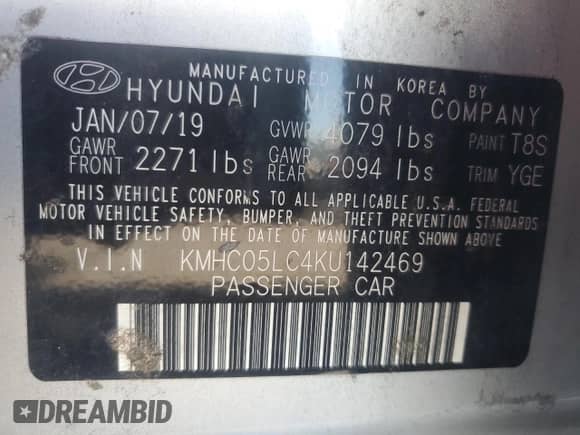 MANUFACTURED IN KOREA BY
HYUNDAI MOTOR COMPANY
JAN/07/19 GVWR 4079 lbs PAINT T8S
GAWR FRONT 2271 lbs GAWR REAR 2094 lbs TRIM YGE
THIS VEHICLE CONFORMS TO ALL APPLICABLE U.S.A. FEDERAL
MOTOR VEHICLE SAFETY, BUMPER, AND THEFT PREVENTION STANDARDS
IN EFFECT ON THE DATE OF MANUFACTURE SHOWN ABOVE
V.I.N KMHC05LC4KU142469
PASSENGER CAR
DREAMBID